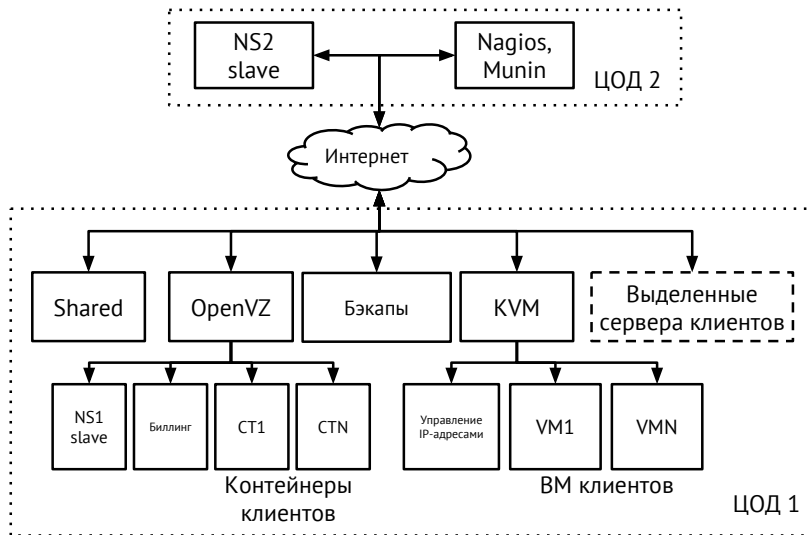 NS2
slave
Nagios,
Munin
ЦОД 2
Интернет
Shared
OpenVZ
Бэкапы
KVM
Выделенные
сервера клиентов
NS1
slave
Биллинг
CT1
CTN
Управление
IP-адресами
VM1
VMN
Контейнеры
клиентов
ВМ клиентов
ЦОД 1